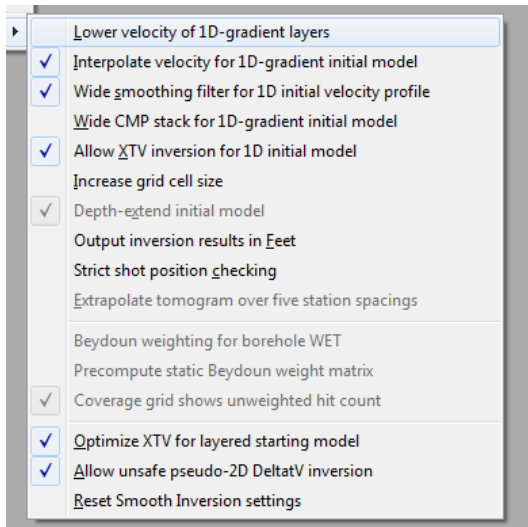 Lower velocity of 1D-gradient layers
Interpolate velocity for 1D-gradient initial model
Wide smoothing filter for 1D initial velocity profile
Wide CMP stack for 1D-gradient initial model
Allow XTV inversion for 1D initial model
Increase grid cell size
Depth-extend initial model
Output inversion results in Feet
Strict shot position checking
Extrapolate tomogram over five station spacings
Beydoun weighting for borehole WET
Precompute static Beydoun weight matrix
Coverage grid shows unweighted hit count
Optimize XTV for layered starting model
Allow unsafe pseudo-2D DeltatV inversion
Reset Smooth Inversion settings